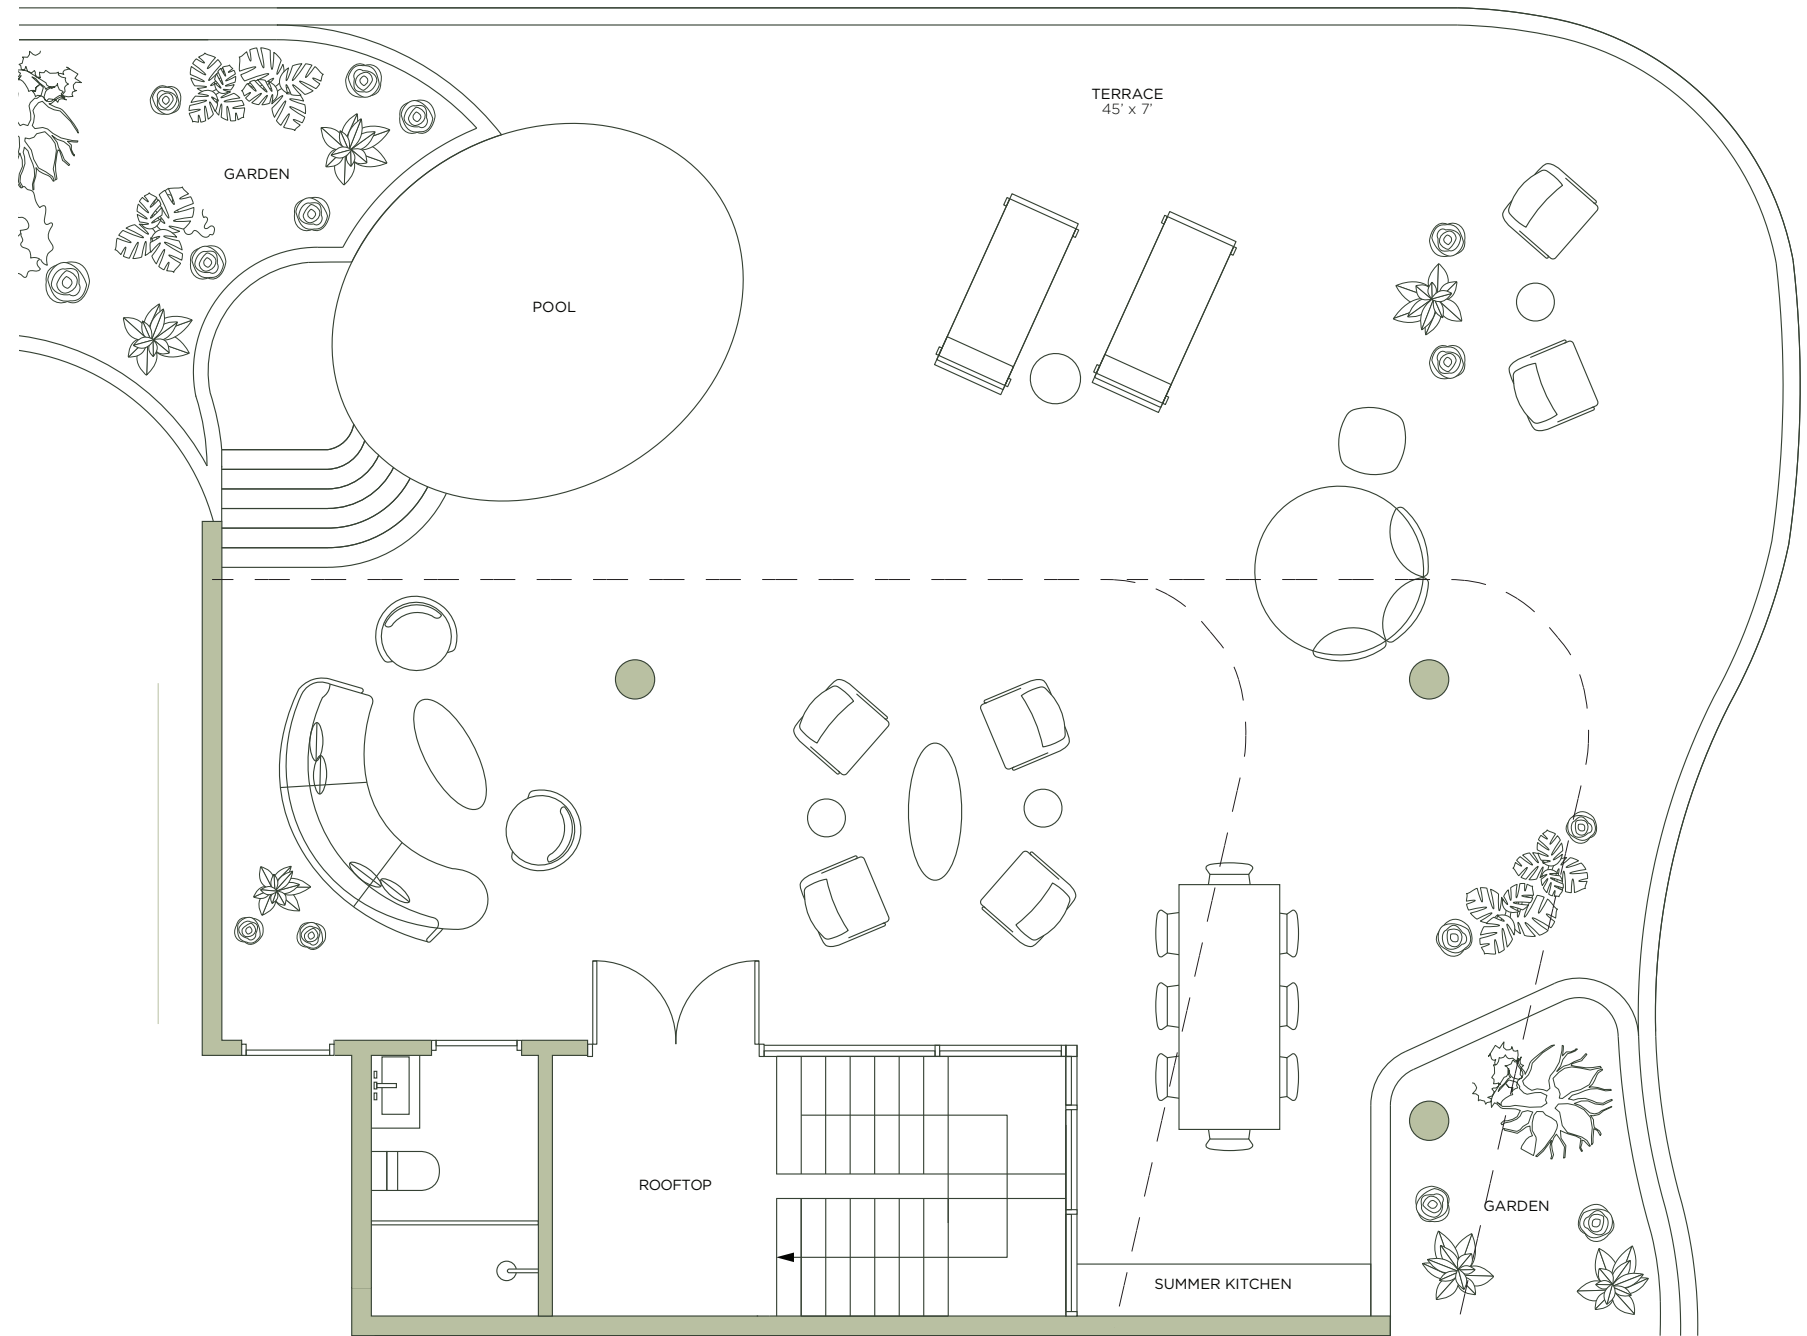 TERRACE
45’ x 7’
GARDEN
POOL
ROOFTOP
GARDEN
SUMMER KITCHEN